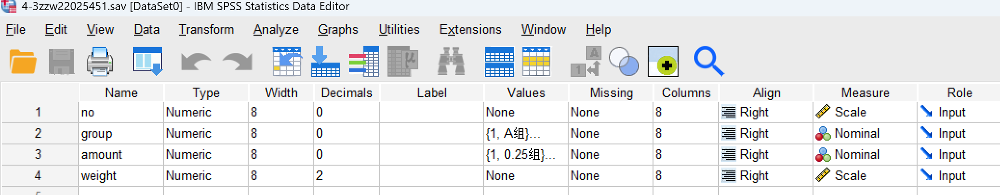 4-3zzw22025451.sav [DataSet0] - IBM SPSS Statistics Data Editor
File Edit View Data Transform Analyze Graphs Utilities Extensions Window Help
Name Type Width Decimals Label Values Missing Columns Align Measure Role
1 no Numeric 8 0 None None 8 Right Scale Input
2 group Numeric 8 0 {1, A组}... None 8 Right Nominal Input
3 amount Numeric 8 0 {1, 0.25组}... None 8 Right Nominal Input
4 weight Numeric 8 2 None None 8 Right Scale Input